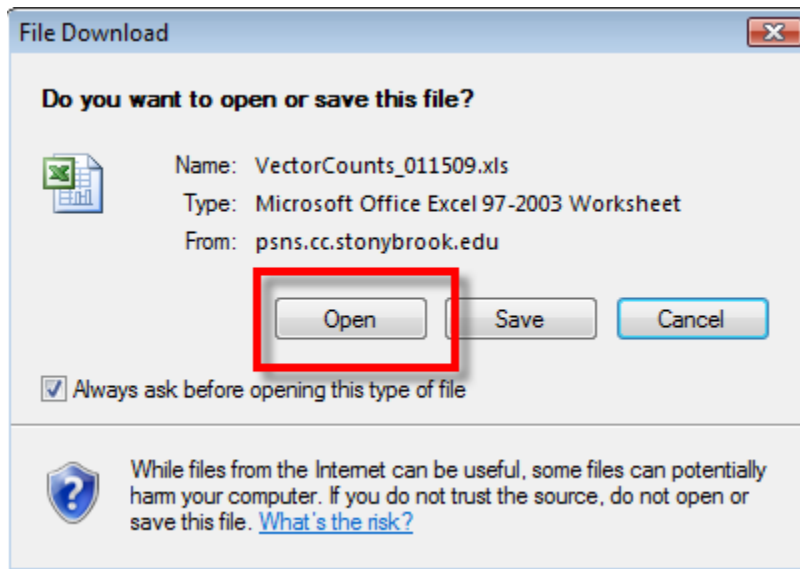 File Download
Do you want to open or save this file?
Name: VectorCounts_011509.xls
Type: Microsoft Office Excel 97-2003 Worksheet
From: psns.cc.stonybrook.edu
Open Save Cancel
Always ask before opening this type of file
While files from the Internet can be useful, some files can potentially
harm your computer. If you do not trust the source, do not open or
save this file. What's the risk?